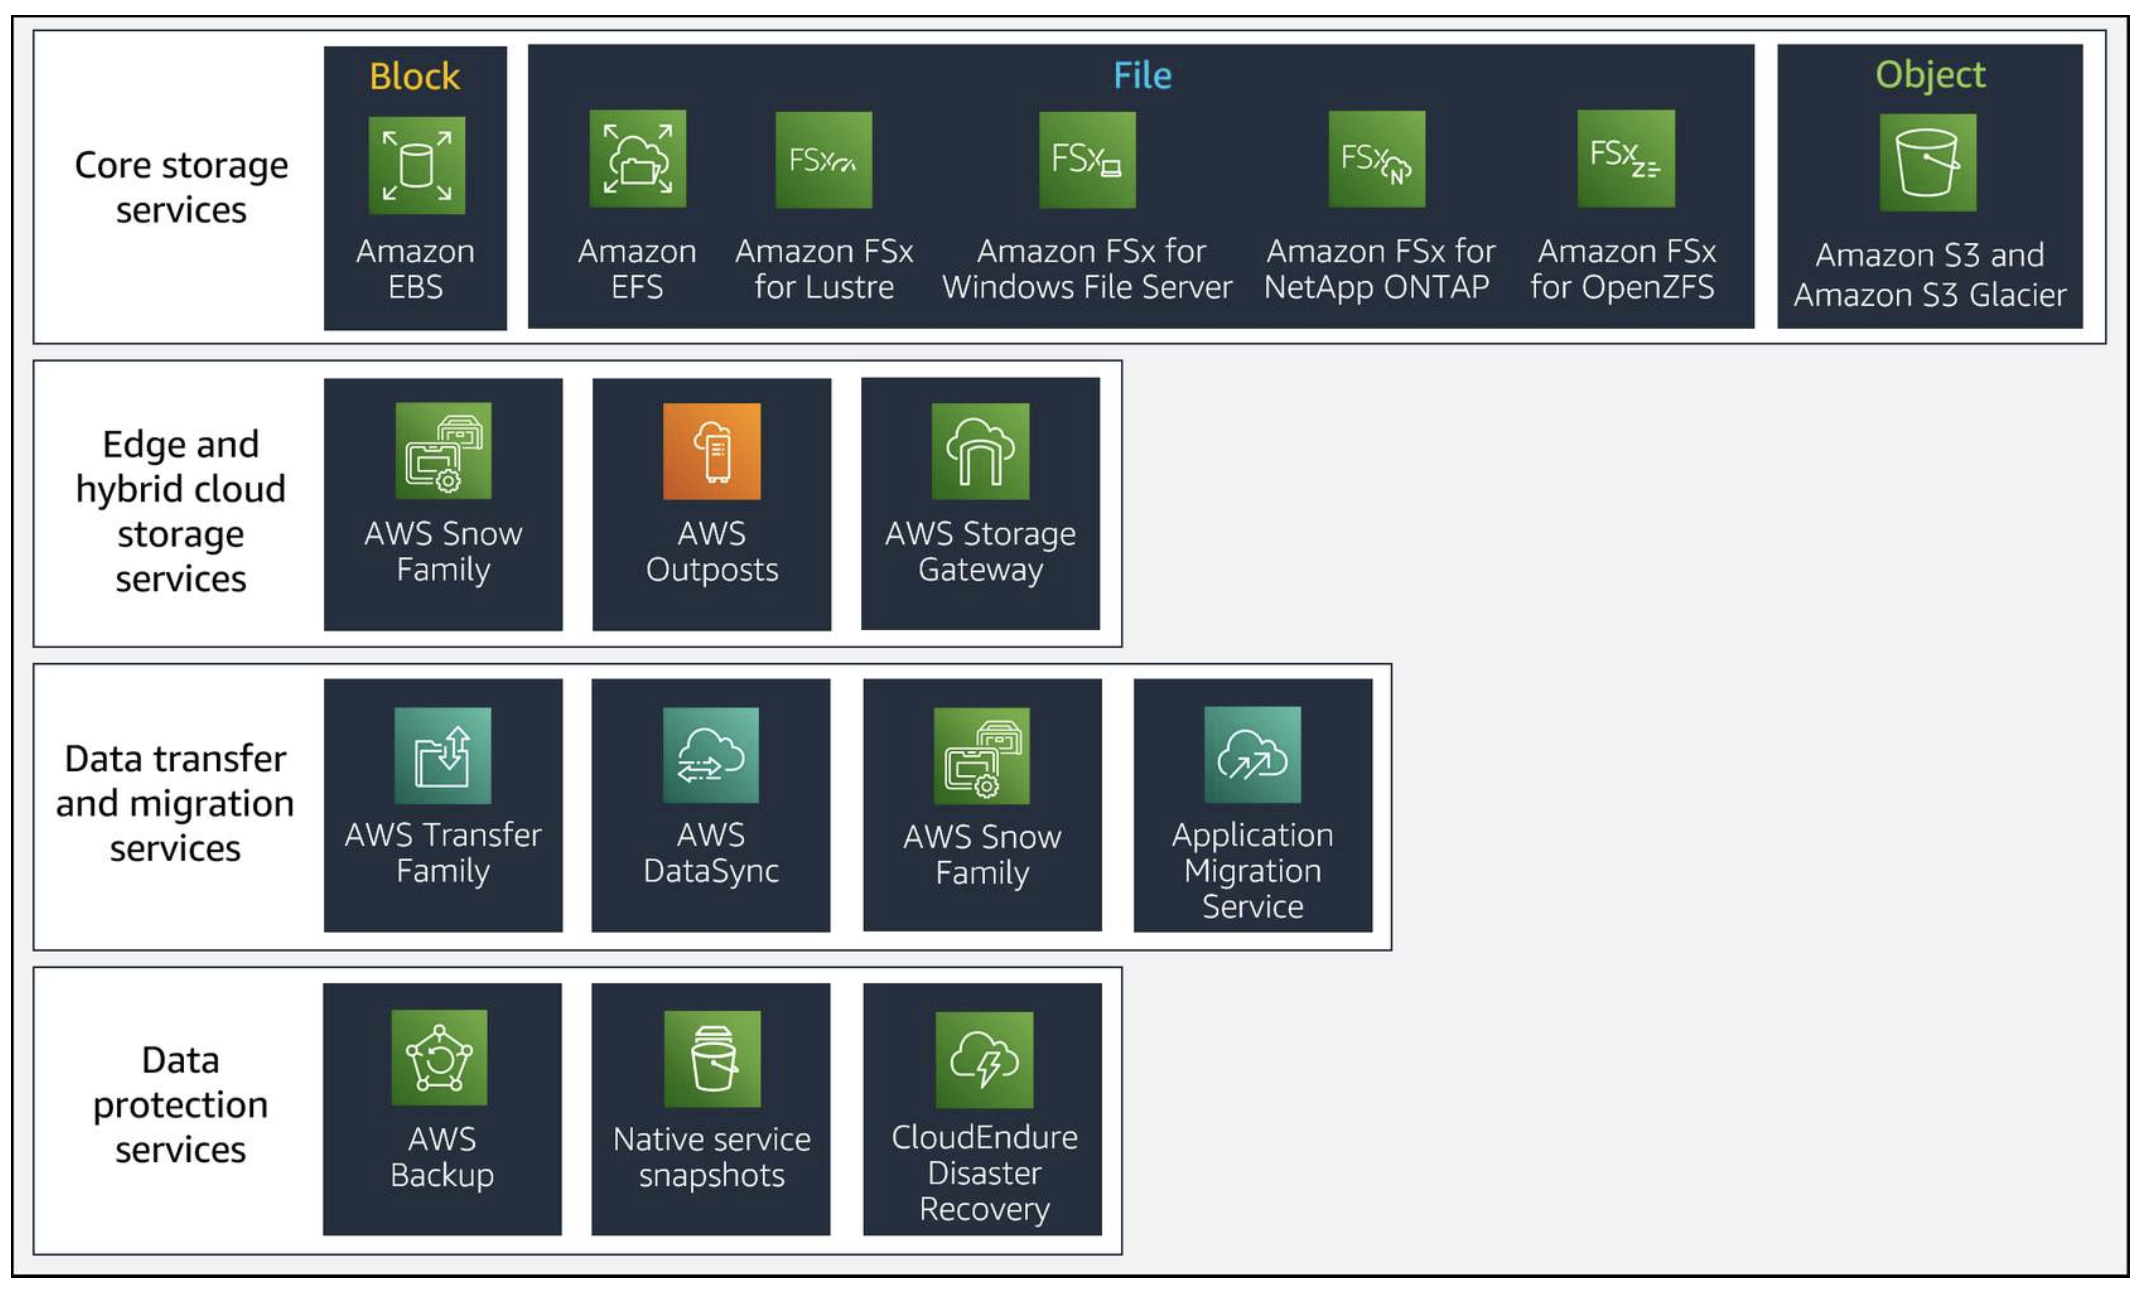 Core storage
services
Block
Amazon
EBS
File
Amazon
EFS
FSx
Amazon FSx
for Lustre
FSx
Amazon FSx for
Windows File Server
FSx
N
Amazon FSx for
NetApp ONTAP
FSx
Z
Amazon FSx
for OpenZFS
Object
Amazon S3 and
Amazon S3 Glacier
Edge and
hybrid cloud
storage
services
AWS Snow
Family
AWS
Outposts
AWS Storage
Gateway
Data transfer
and migration
services
AWS Transfer
Family
AWS
DataSync
AWS Snow
Family
Application
Migration
Service
Data
protection
services
AWS
Backup
Native service
snapshots
CloudEndure
Disaster
Recovery